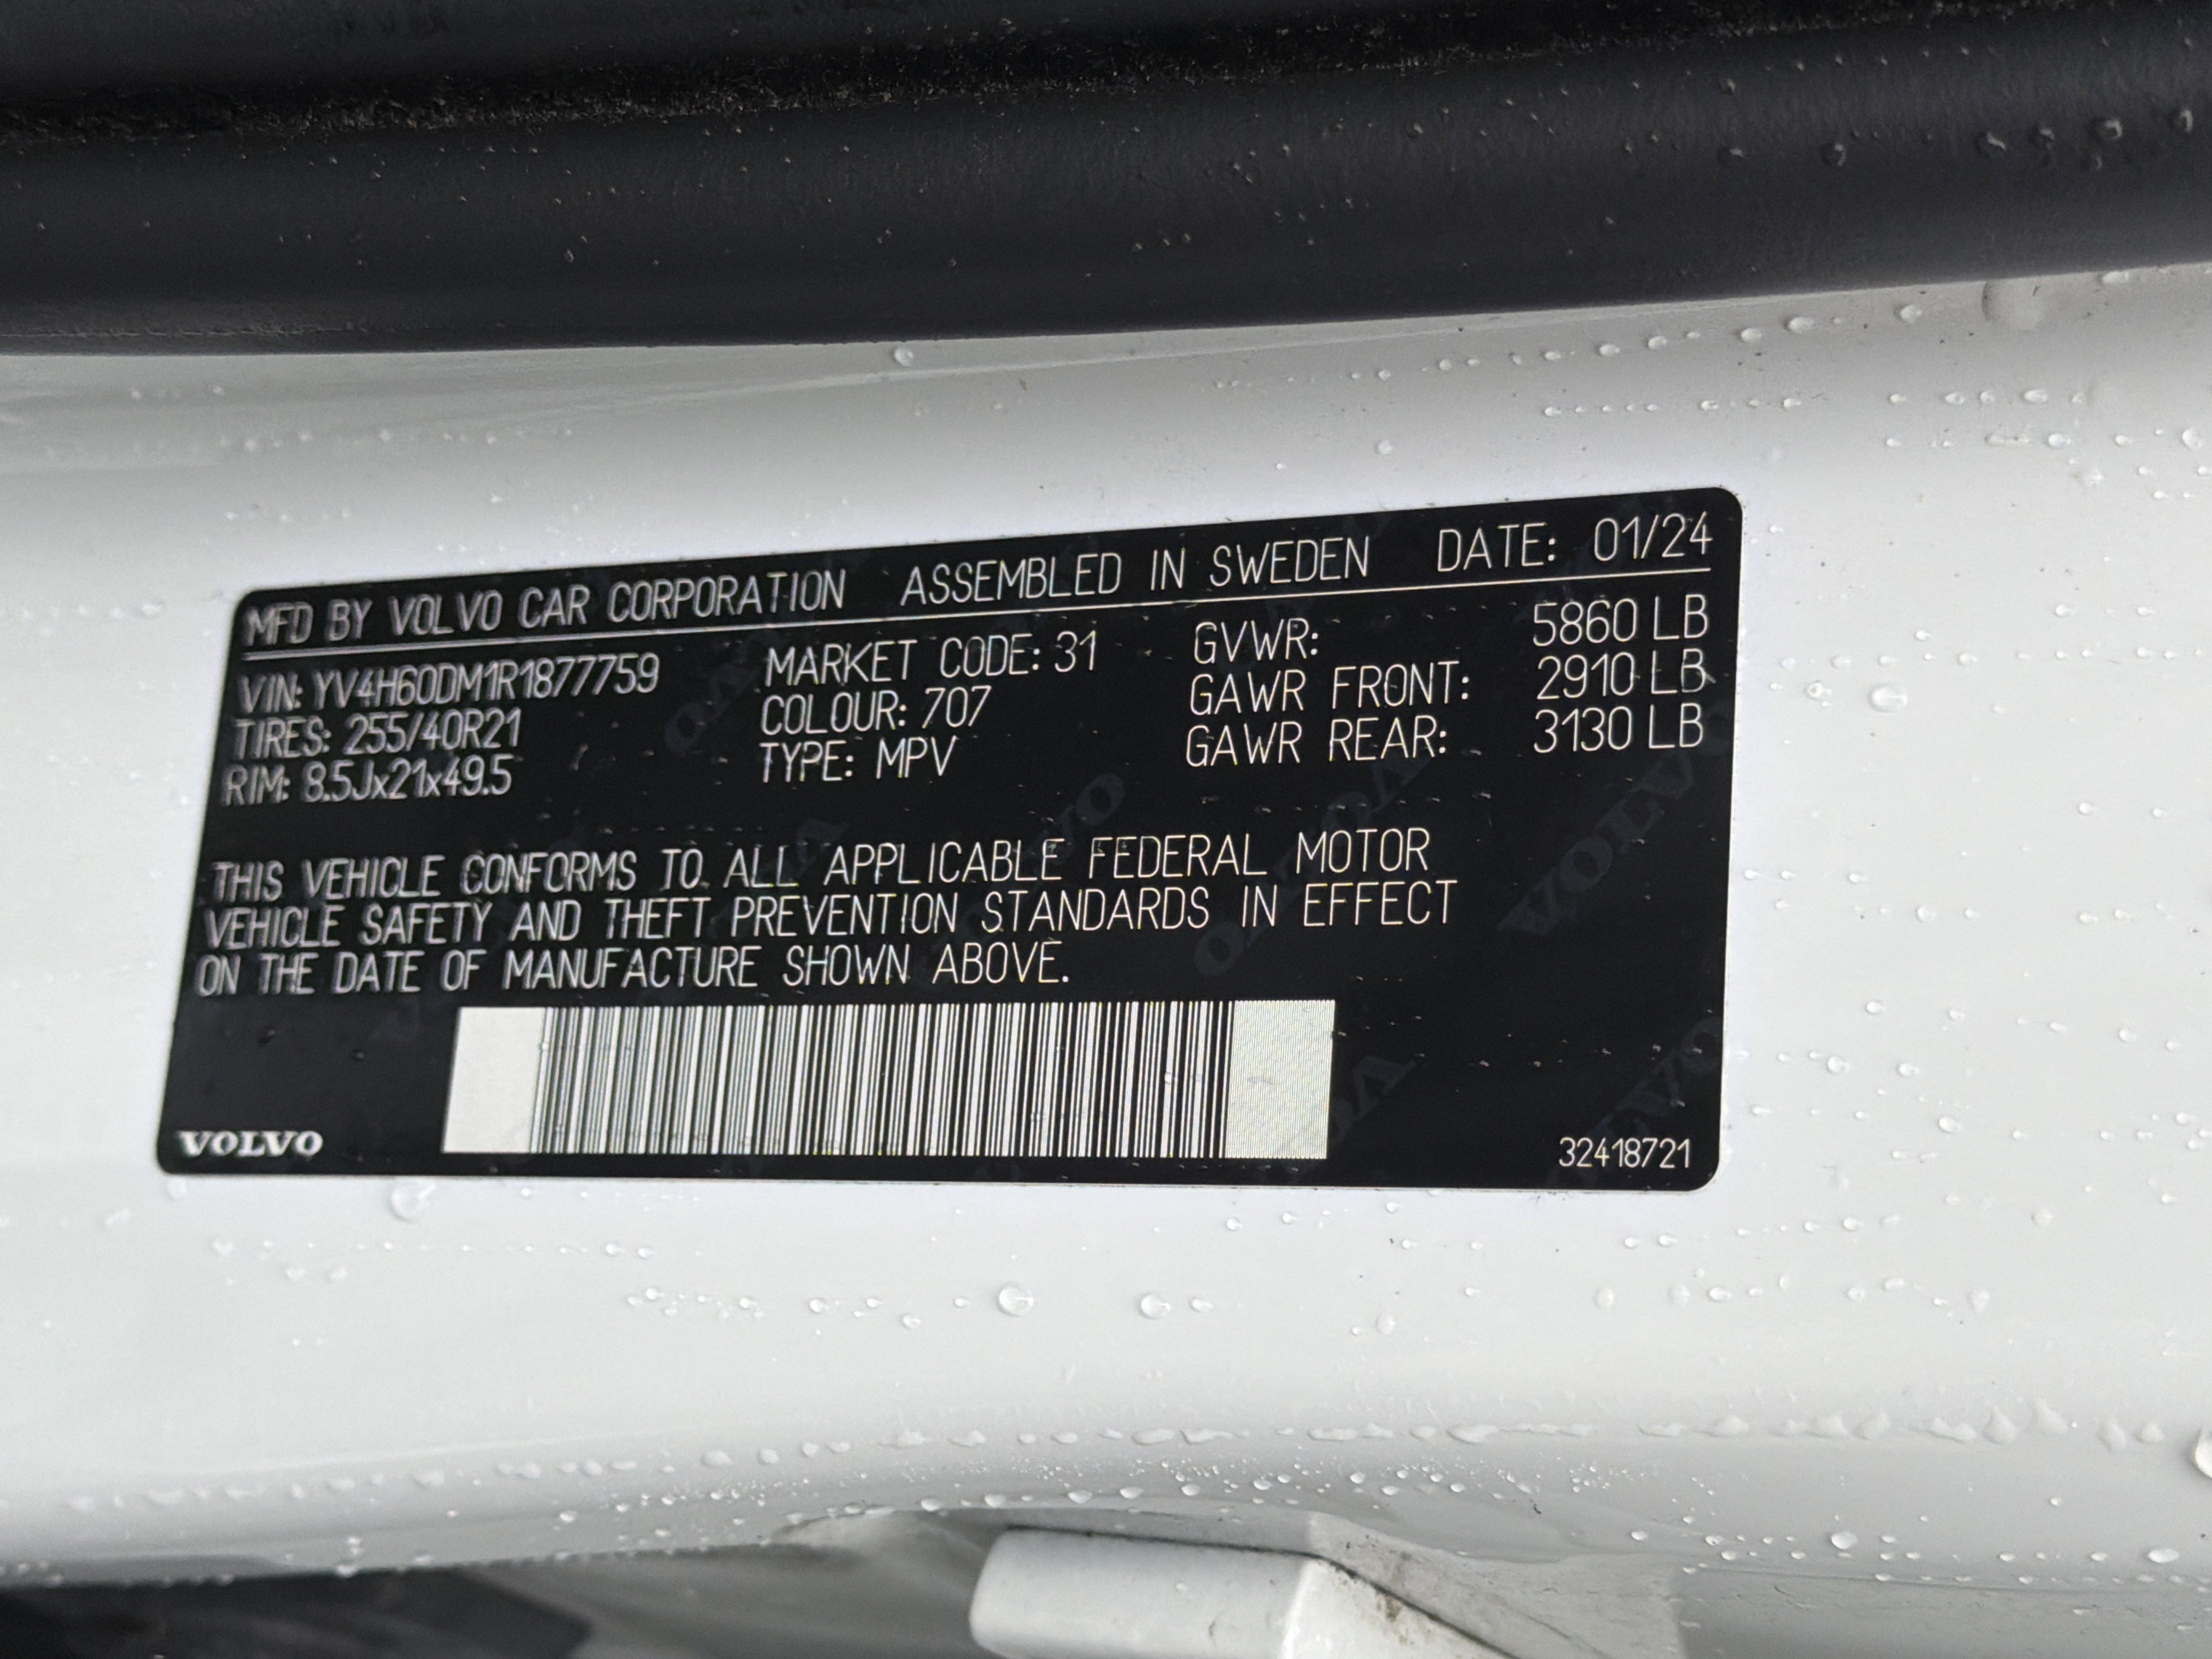 MFD BY VOLVO CAR CORPORATION ASSEMBLED IN SWEDEN DATE: 01/24
VIN: YV4H60DM1R1877759 MARKET CODE: 31 GVWR: 5860 LB
TIRES: 255/40R21 COLOUR: 707 GAWR FRONT: 2910 LB
RIM: 8.5Jx21x49.5 TYPE: MPV GAWR REAR: 3130 LB
THIS VEHICLE CONFORMS TO ALL APPLICABLE FEDERAL MOTOR
VEHICLE SAFETY AND THEFT PREVENTION STANDARDS IN EFFECT
ON THE DATE OF MANUFACTURE SHOWN ABOVE.
VOLVO 32418721